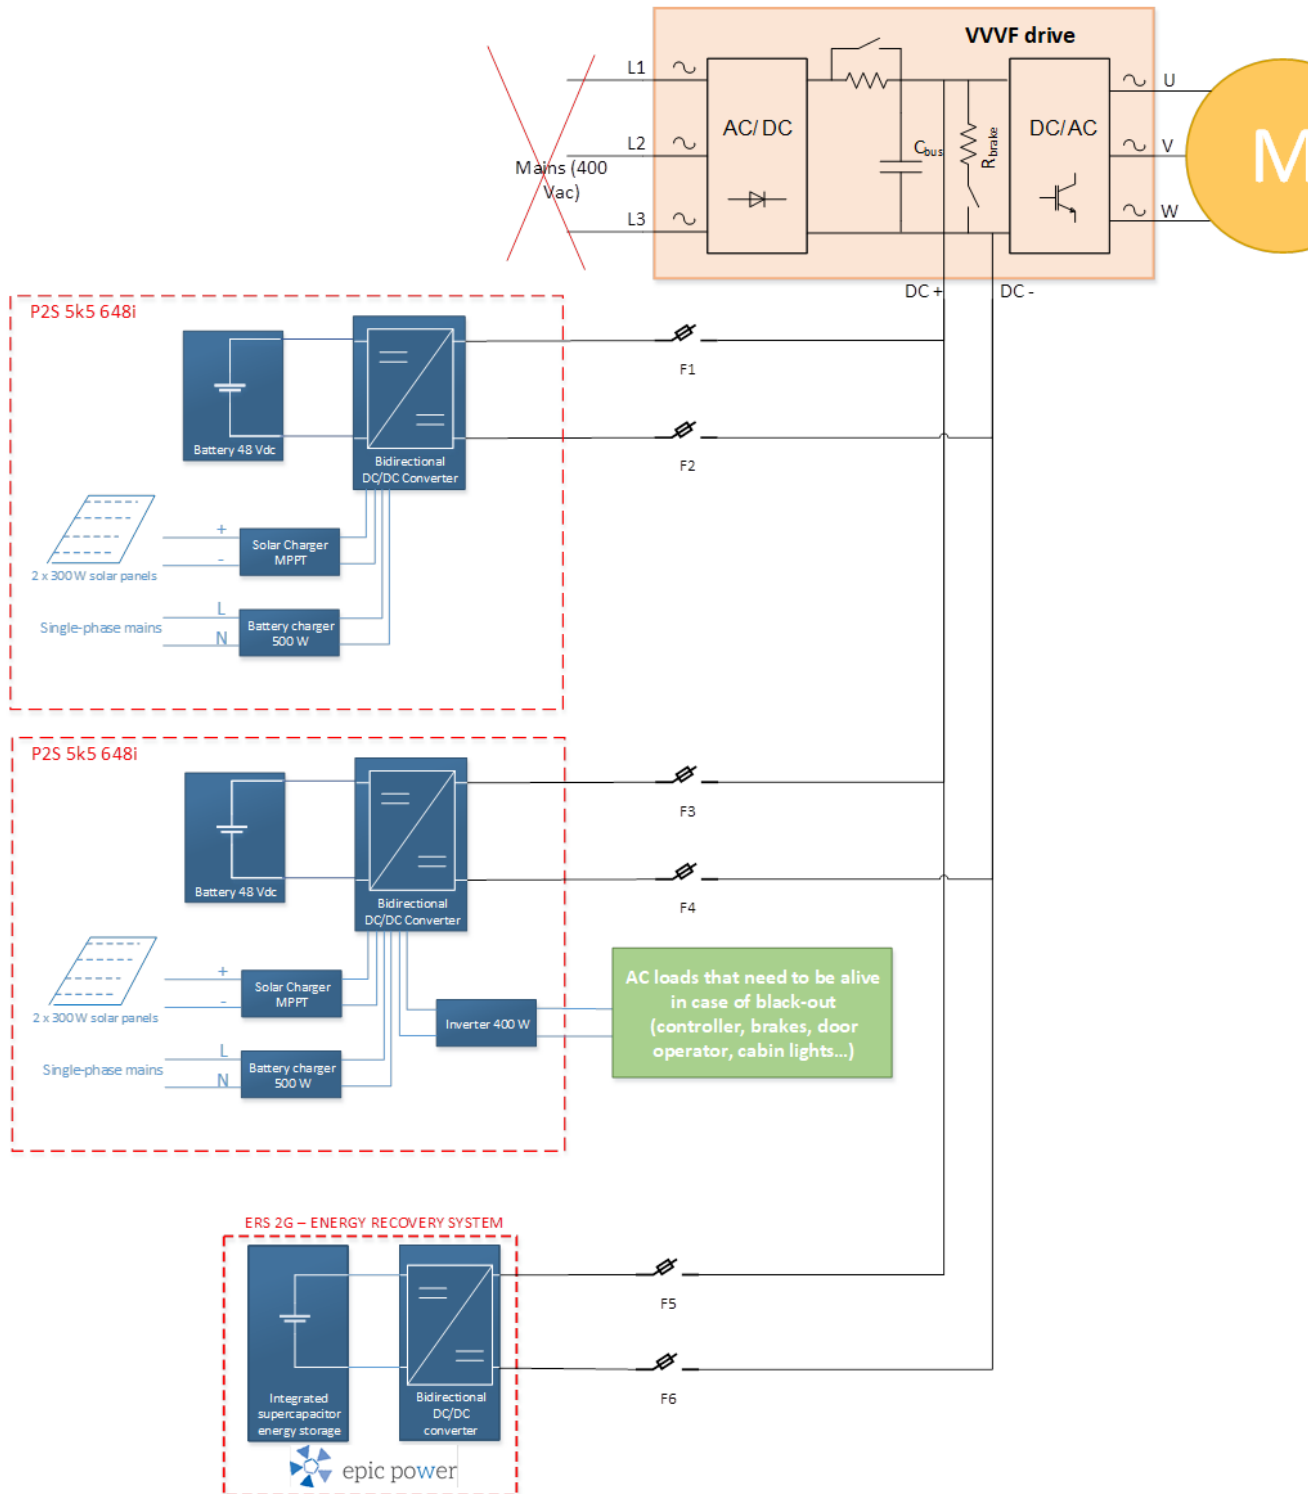 VVVF drive
L1
L2
L3
Mains (400
Vac)
AC/DC
Cbus
Rbrake
DC/AC
U
V
W
M
DC +
DC -
P2S 5k5 648i
Battery 48 Vdc
Bidirectional
DC/DC Converter
F1
F2
+
-
Solar Charger
MPPT
2 x 300 W solar panels
L
N
Single-phase mains
Battery charger
500 W
P2S 5k5 648i
Battery 48 Vdc
Bidirectional
DC/DC Converter
F3
F4
+
-
Solar Charger
MPPT
2 x 300 W solar panels
Inverter 400 W
AC loads that need to be alive
in case of black-out
(controller, brakes, door
operator, cabin lights...)
L
N
Single-phase mains
Battery charger
500 W
ERS 2G – ENERGY RECOVERY SYSTEM
Integrated
supercapacitor
energy storage
Bidirectional
DC/DC
converter
F5
F6
epic power